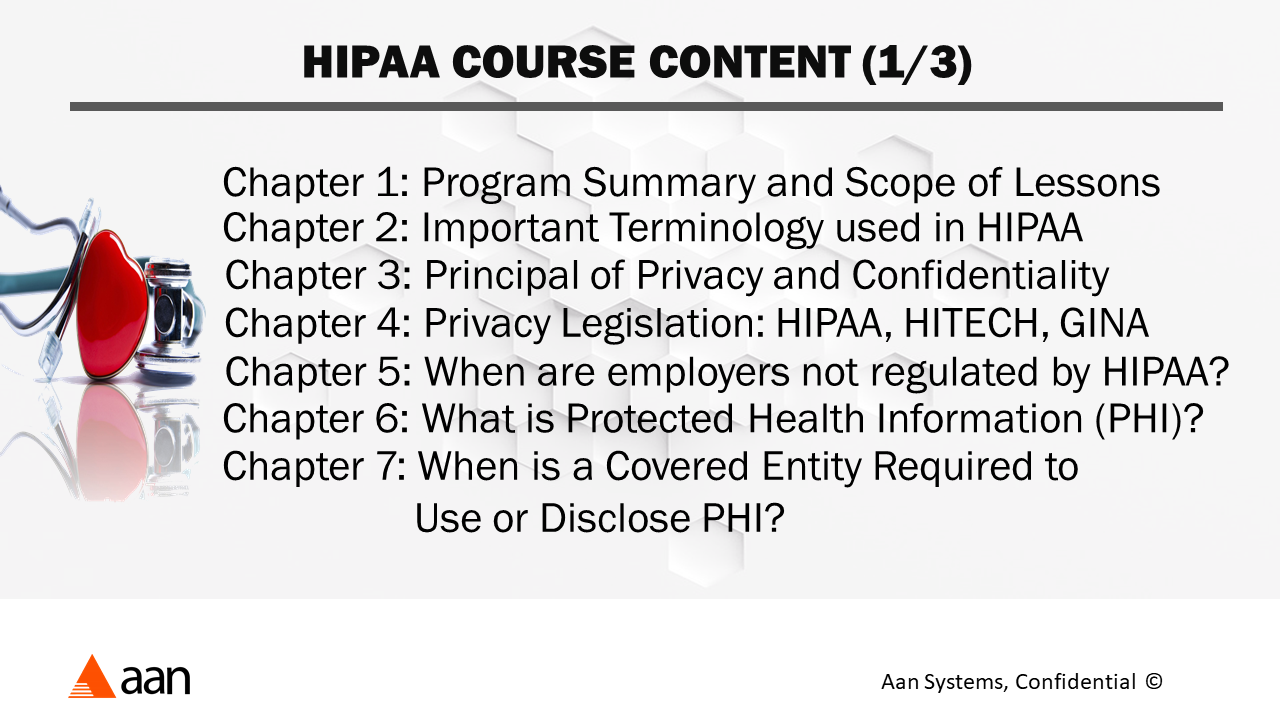 HIPAA COURSE CONTENT (1/3)
Chapter 1: Program Summary and Scope of Lessons
Chapter 2: Important Terminology used in HIPAA
Chapter 3: Principal of Privacy and Confidentiality
Chapter 4: Privacy Legislation: HIPAA, HITECH, GINA
Chapter 5: When are employers not regulated by HIPAA?
Chapter 6: What is Protected Health Information (PHI)?
Chapter 7: When is a Covered Entity Required to
Use or Disclose PHI?
aan
Aan Systems, Confidential ©